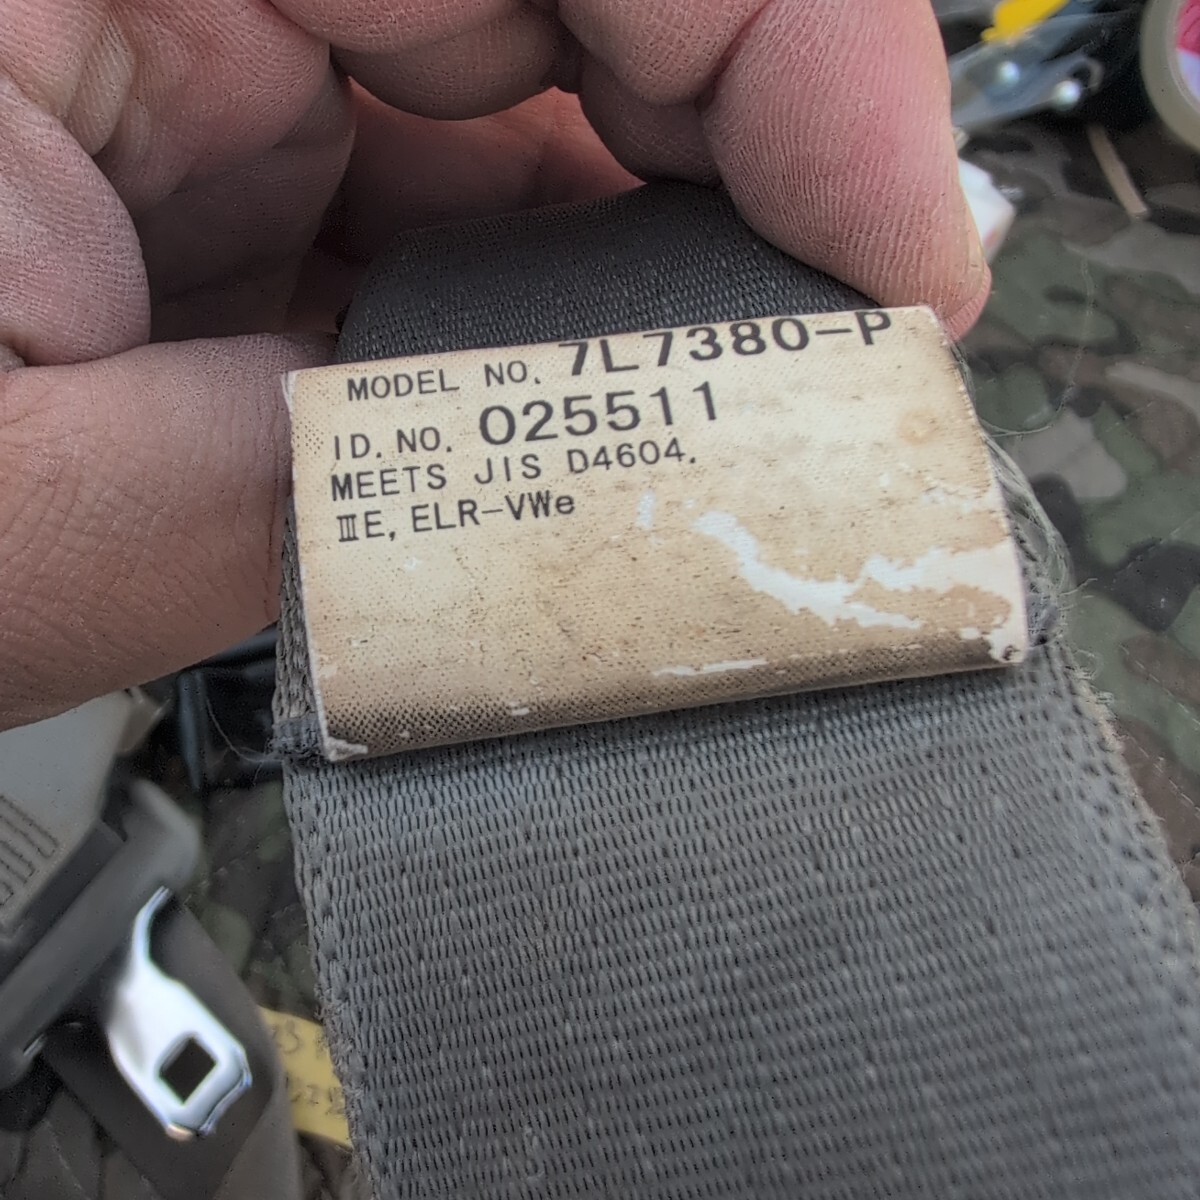 MODEL NO. 7L7380-P
ID. NO. 025511
MEETS JIS D4604.
ⅢE, ELR-VWe